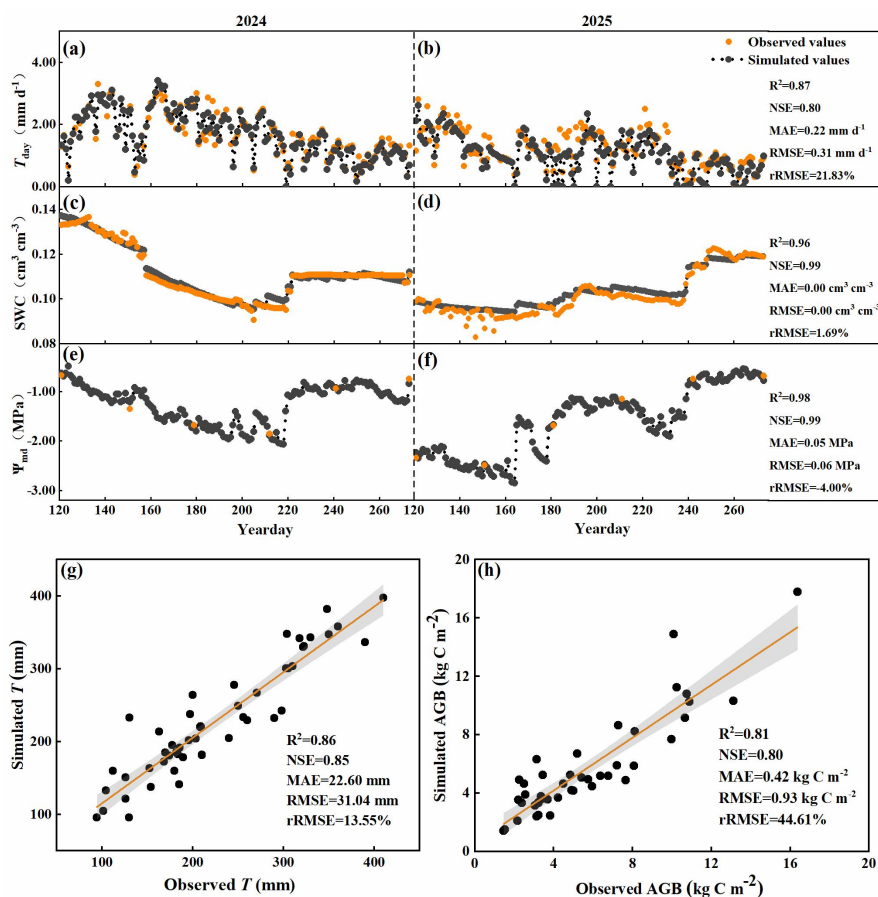 2024
2025
(a)
(b)
Observed values
Simulated values
R²=0.87
NSE=0.80
MAE=0.22 mm d⁻¹
RMSE=0.31 mm d⁻¹
rRMSE=21.83%
T_day (mm d⁻¹)
4.00
2.00
0.00
(c)
(d)
R²=0.96
NSE=0.99
MAE=0.00 cm³ cm⁻³
RMSE=0.00 cm³ cm⁻³
rRMSE=1.69%
SWC (cm³ cm⁻³)
0.14
0.12
0.10
0.08
(e)
(f)
R²=0.98
NSE=0.99
MAE=0.05 MPa
RMSE=0.06 MPa
rRMSE=-4.00%
Ψ_md (MPa)
-1.00
-2.00
-3.00
120 140 160 180 200 220 240 260 120 140 160 180 200 220 240 260
Yearday
Yearday
(g)
Simulated T (mm)
400
300
200
100
R²=0.86
NSE=0.85
MAE=22.60 mm
RMSE=31.04 mm
rRMSE=13.55%
100 200 300 400
Observed T (mm)
(h)
Simulated AGB (kg C m⁻²)
20
16
12
8
4
0
R²=0.81
NSE=0.80
MAE=0.42 kg C m⁻²
RMSE=0.93 kg C m⁻²
rRMSE=44.61%
0 4 8 12 16 20
Observed AGB (kg C m⁻²)